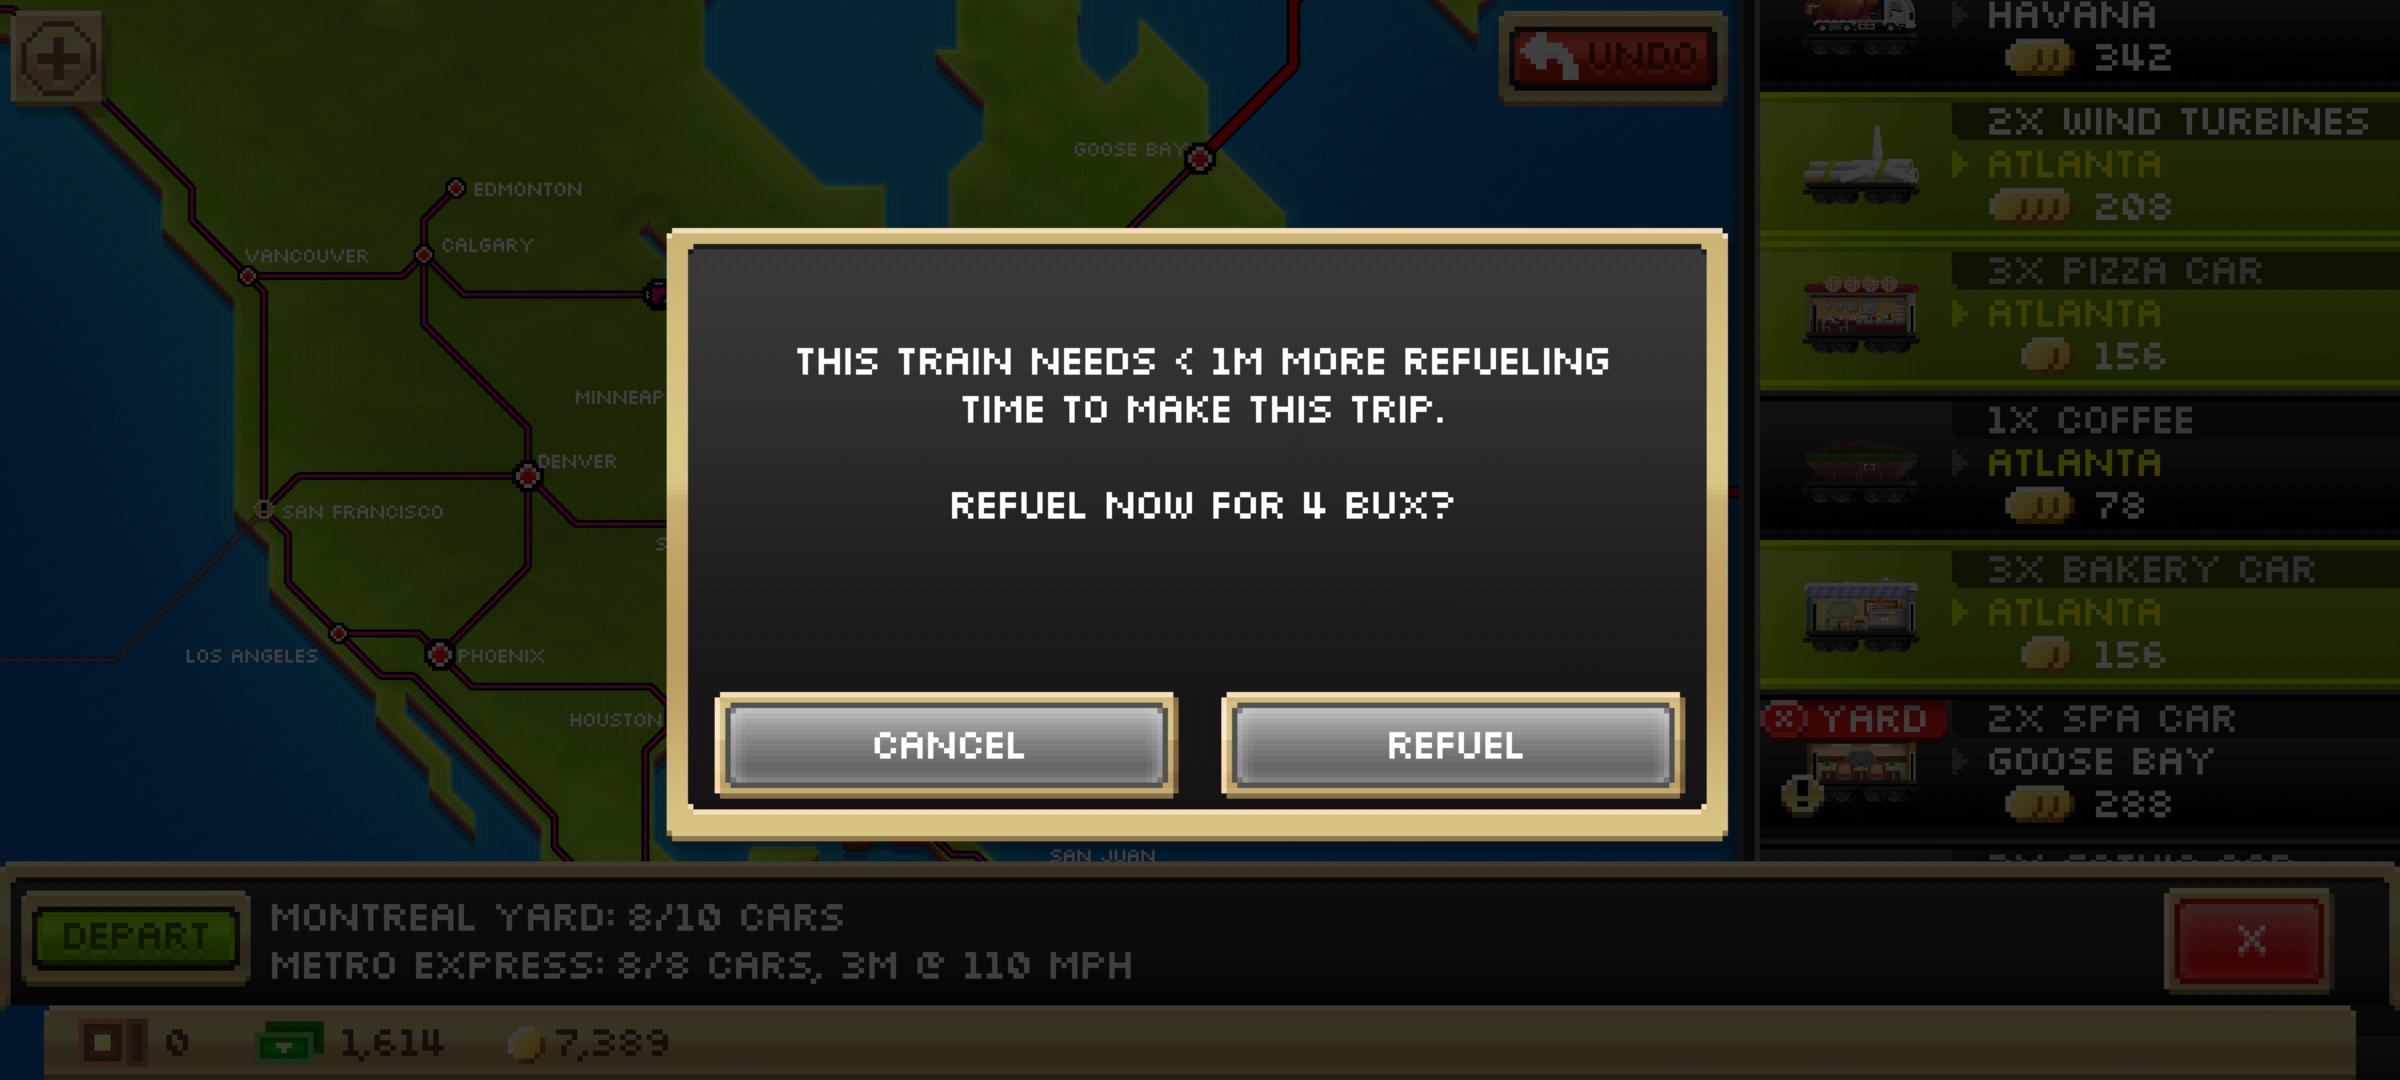 UNDO
GOOSE BAY
EDMONTON
CALGARY
VANCOUVER
MINNEAP
DENVER
SAN FRANCISCO
LOS ANGELES
PHOENIX
HOUSTON
SAN JUAN
THIS TRAIN NEEDS < 1M MORE REFUELING
TIME TO MAKE THIS TRIP.
REFUEL NOW FOR 4 BUX?
CANCEL
REFUEL
HAVANA
342
2X WIND TURBINES
ATLANTA
208
3X PIZZA CAR
ATLANTA
156
1X COFFEE
ATLANTA
78
3X BAKERY CAR
ATLANTA
156
X YARD
2X SPA CAR
GOOSE BAY
288
DEPART
MONTREAL YARD: 8/10 CARS
METRO EXPRESS: 8/8 CARS, 3M @ 110 MPH
X
0
1,614
7,389